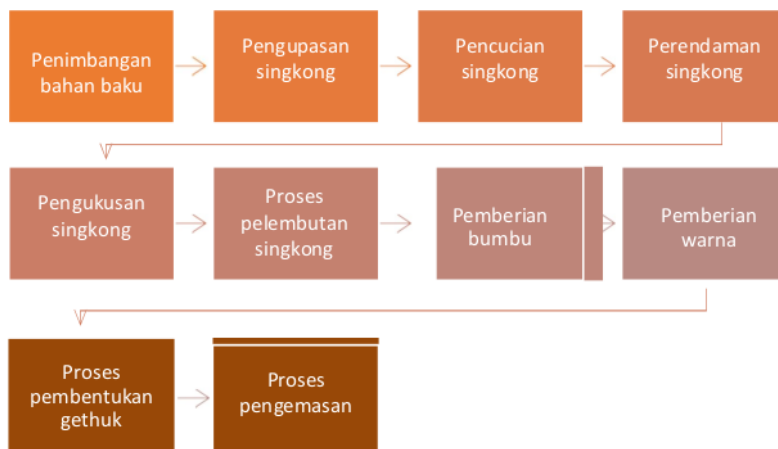 Penimbangan
bahan baku
Pengupasan
singkong
Pencucian
singkong
Perendaman
singkong
Pengukusan
singkong
Proses
pelembutan
singkong
Pemberian
bumbu
Pemberian
warna
Proses
pembentukan
gethuk
Proses
pengemasan